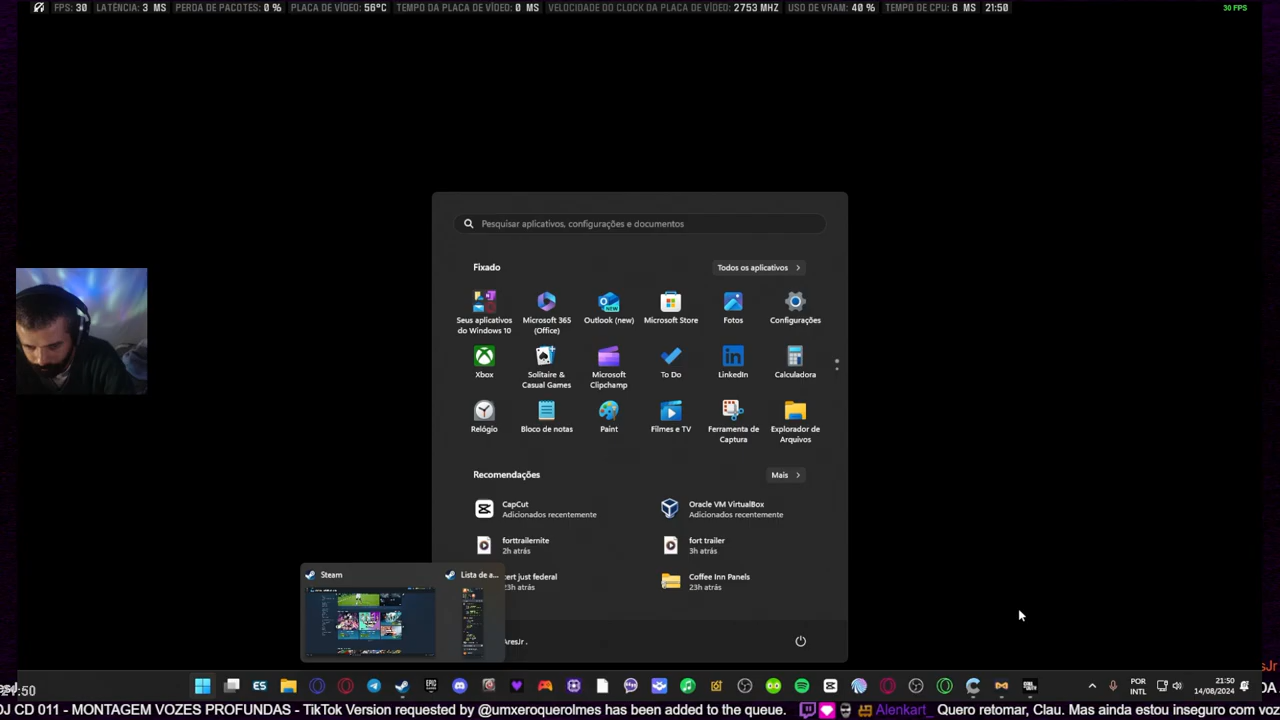 FPS: 30 LATÊNCIA: 3 MS PERDA DE PACOTES: 0 % PLACA DE VÍDEO: 56°C TEMPO DA PLACA DE VÍDEO: 0 MS VELOCIDADE DO CLOCK DA PLACA DE VÍDEO: 2753 MHZ USO DE VRAM: 40 % TEMPO DE CPU: 6 MS 21:50
30 FPS
Pesquisar aplicativos, configurações e documentos
Fixado
Todos os aplicativos
Seus aplicativos do Windows 10
Microsoft 365 (Office)
Outlook (new)
Microsoft Store
Fotos
Configurações
Xbox
Solitaire & Casual Games
Microsoft Clipchamp
To Do
LinkedIn
Calculadora
Relógio
Bloco de notas
Paint
Filmes e TV
Ferramenta de Captura
Explorador de Arquivos
Recomendações
Mais
CapCut
Adicionados recentemente
Oracle VM VirtualBox
Adicionados recentemente
forttrailernite
2h atrás
fort trailer
3h atrás
cert just federal
23h atrás
Coffee Inn Panels
23h atrás
Steam
Lista de a...
AresJr .
POR
INTL
21:50
14/08/2024
DJ CD 011 - MONTAGEM VOZES PROFUNDAS - TikTok Version requested by @umxeroquerolmes has been added to the queue.
Alenkart_ Quero retomar, Clau. Mas ainda estou inseguro com voz